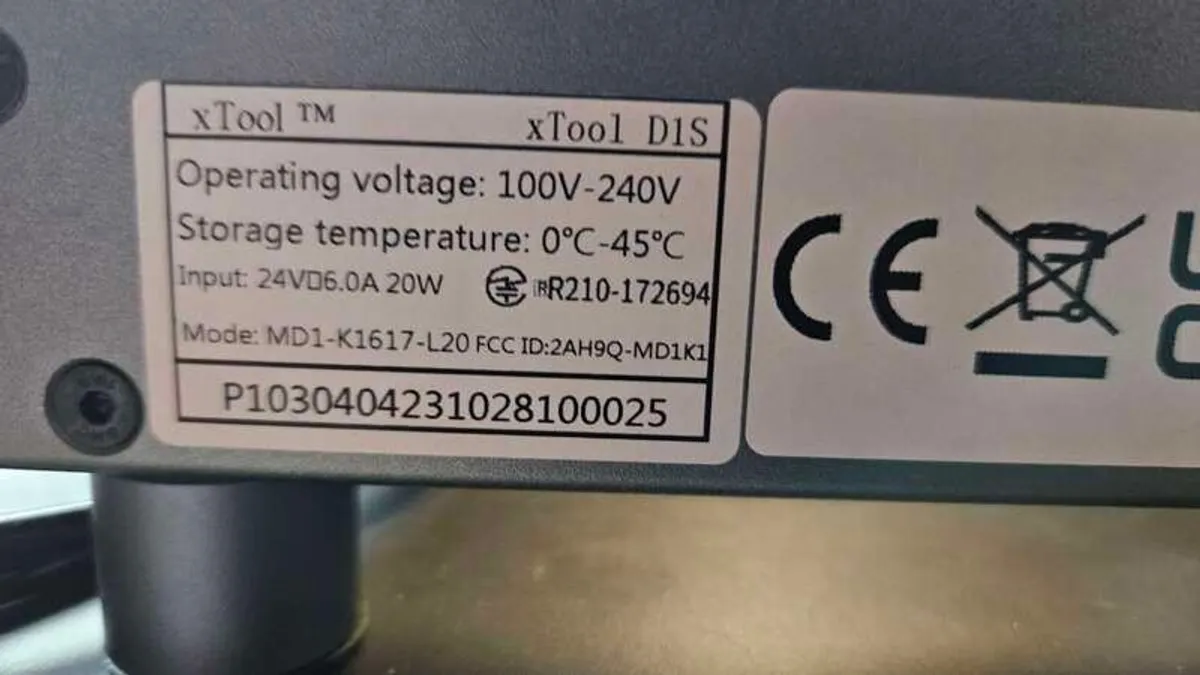 xTool ™ xTool D1S
Operating voltage: 100V-240V
Storage temperature: 0℃-45℃
Input: 24V▯6.0A 20W R210-172694
Mode: MD1-K1617-L20 FCC ID:2AH9Q-MD1K1
P1030404231028100025
CE